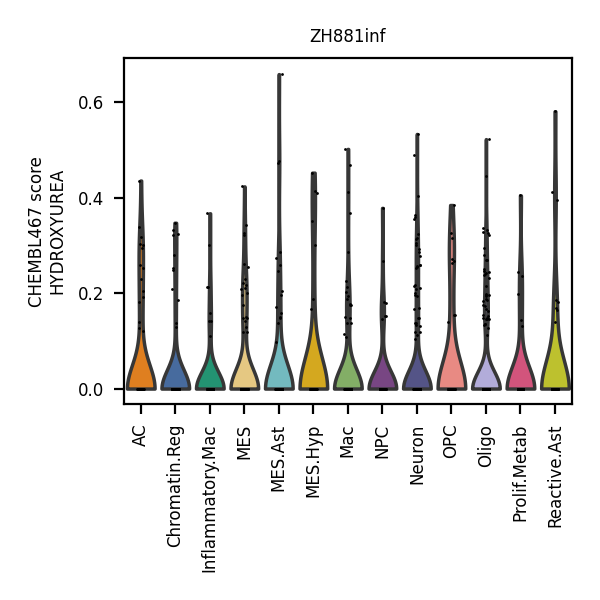 ZH881inf
CHEMBL467 score
HYDROXYUREA
0.6
0.4
0.2
0.0
AC
Chromatin.Reg
Inflammatory.Mac
MES
MES.Ast
MES.Hyp
Mac
NPC
Neuron
OPC
Oligo
Prolif.Metab
Reactive.Ast